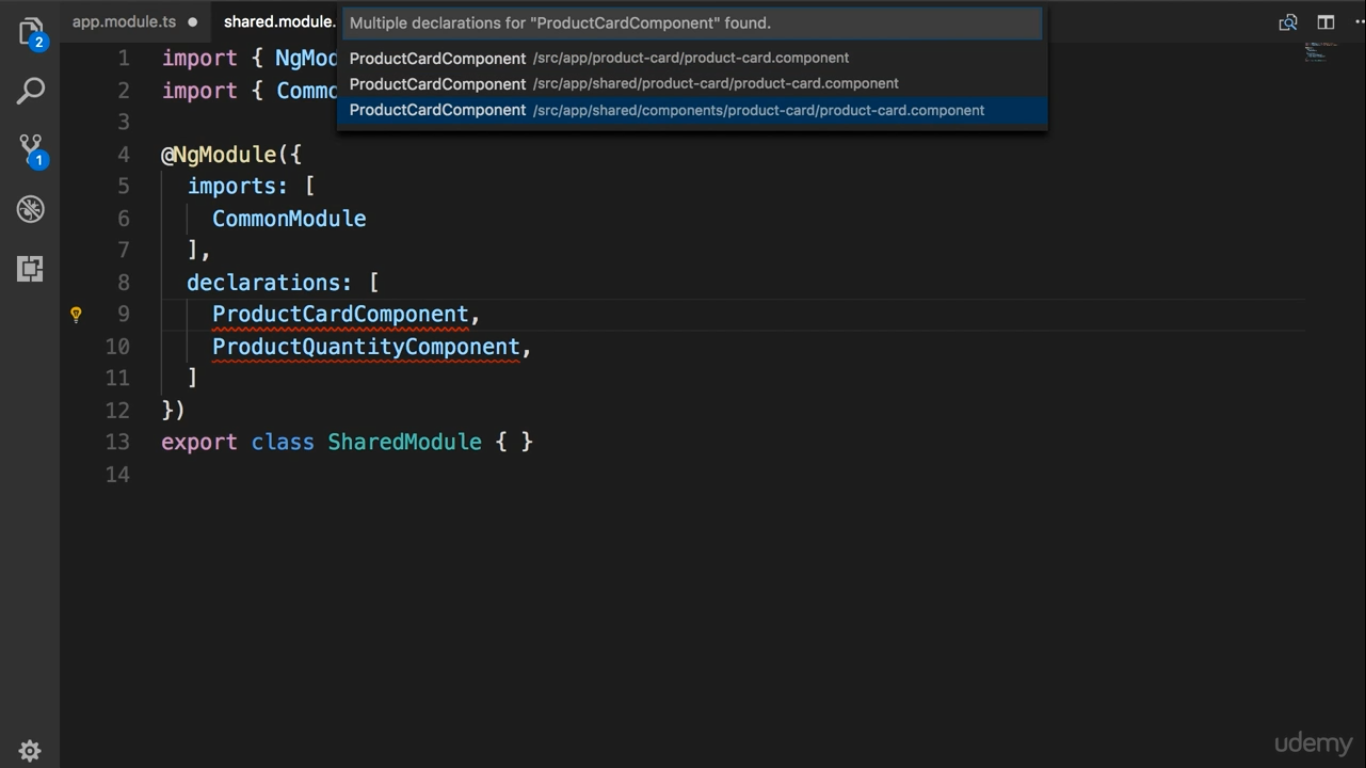 app.module.ts
shared.module.
Multiple declarations for "ProductCardComponent" found.
ProductCardComponent /src/app/product-card/product-card.component
ProductCardComponent /src/app/shared/product-card/product-card.component
ProductCardComponent /src/app/shared/components/product-card/product-card.component
2
1
1 import { NgMod
2 import { Commo
3
4 @NgModule({
5 imports: [
6 CommonModule
7 ],
8 declarations: [
9 ProductCardComponent,
10 ProductQuantityComponent,
11 ]
12 })
13 export class SharedModule { }
14
udemy